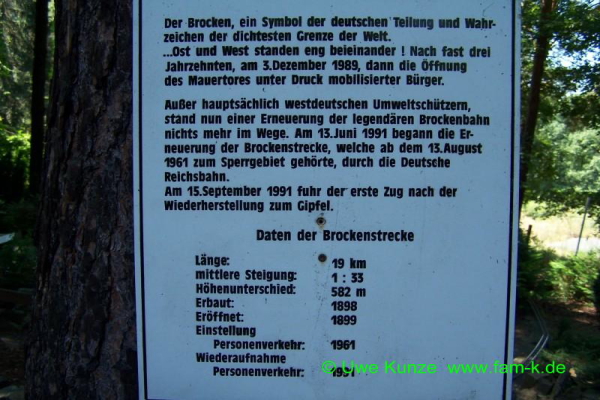 Der Brocken, ein Symbol der deutschen Teilung und Wahr-
zeichen der dichtesten Grenze der Welt.
...Ost und West standen eng beieinander ! Nach fast drei
Jahrzehnten, am 3.Dezember 1989, dann die Öffnung
des Mauertores unter Druck mobilisierter Bürger.
Außer hauptsächlich westdeutschen Umweltschützern,
stand nun einer Erneuerung der legendären Brockenbahn
nichts mehr im Wege. Am 13.Juni 1991 begann die Er-
neuerung der Brockenstrecke, welche ab dem 13.August
1961 zum Sperrgebiet gehörte, durch die Deutsche
Reichsbahn.
Am 15.September 1991 fuhr der erste Zug nach der
Wiederherstellung zum Gipfel.
Daten der Brockenstrecke
Länge: 19 km
mittlere Steigung: 1 : 33
Höhenunterschied: 582 m
Erbaut: 1898
Eröffnet: 1899
Einstellung
Personenverkehr: 1961
Wiederaufnahme
Personenverkehr: 1991
© Uwe Kunze www.fam-k.de